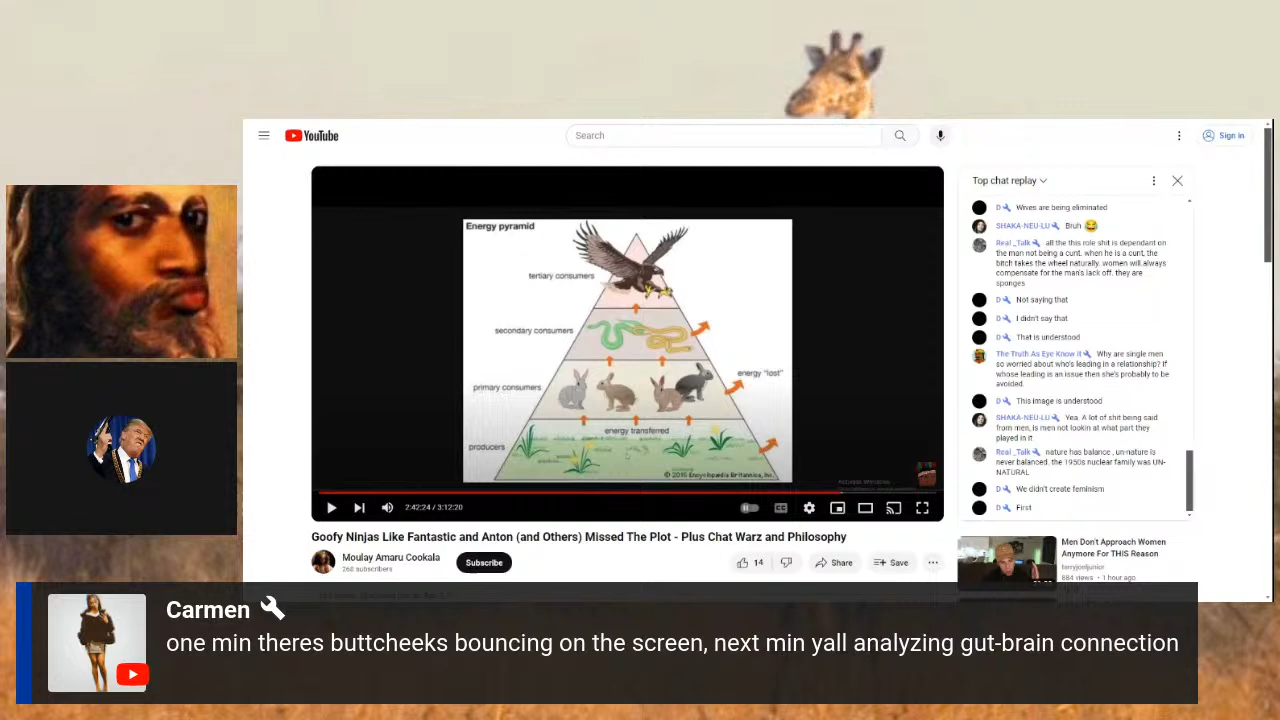 YouTube
Search
Sign in
Energy pyramid
tertiary consumers
secondary consumers
primary consumers
energy "lost"
energy transferred
producers
© 2015 Encyclopædia Britannica, Inc.
2:42:24 / 3:12:20
CC
Goofy Ninjas Like Fantastic and Anton (and Others) Missed The Plot - Plus Chat Warz and Philosophy
Moulay Amaru Cookala
260 subscribers
Subscribe
14
Share
Save
Top chat replay
D Wives are being eliminated
SHAKA-NEU-LU Bruh 😂
Real _Talk all the this role shit is dependant on
the man not being a cunt. when he is a cunt, the
bitch takes the wheel naturally..women will.always
compensate for the man's lack off. they are
sponges
D Not saying that
D I didn't say that
D That is understood
The Truth As Eye Know it Why are single men
so worried about who's leading in a relationship? If
whose leading is an issue then she's probably to be
avoided.
D This image is understood
SHAKA-NEU-LU Yea. A lot of shit being said
from men, is men not lookin at what part they
played in it
Real _Talk nature has balance , un-nature is
never balanced. the 1950s nuclear family was UN-
NATURAL
D We didn't create feminism
D First
Men Don't Approach Women
Anymore For THIS Reason
terryjoeljunior
884 views • 1 hour ago
Carmen
one min theres buttcheeks bouncing on the screen, next min yall analyzing gut-brain connection